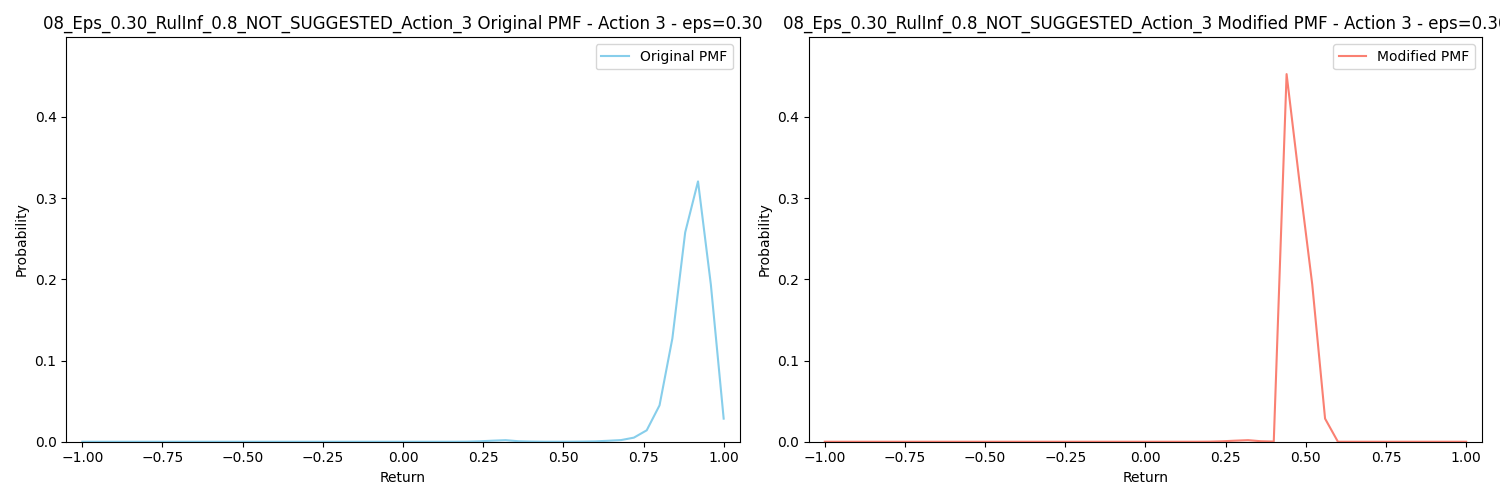 08_Eps_0.30_RulInf_0.8_NOT_SUGGESTED_Action_3 Original PMF - Action 3 - eps=0.30
Original PMF
Probability
0.4
0.3
0.2
0.1
0.0
−1.00 −0.75 −0.50 −0.25 0.00 0.25 0.50 0.75 1.00
Return
08_Eps_0.30_RulInf_0.8_NOT_SUGGESTED_Action_3 Modified PMF - Action 3 - eps=0.30
Modified PMF
Probability
0.4
0.3
0.2
0.1
0.0
−1.00 −0.75 −0.50 −0.25 0.00 0.25 0.50 0.75 1.00
Return